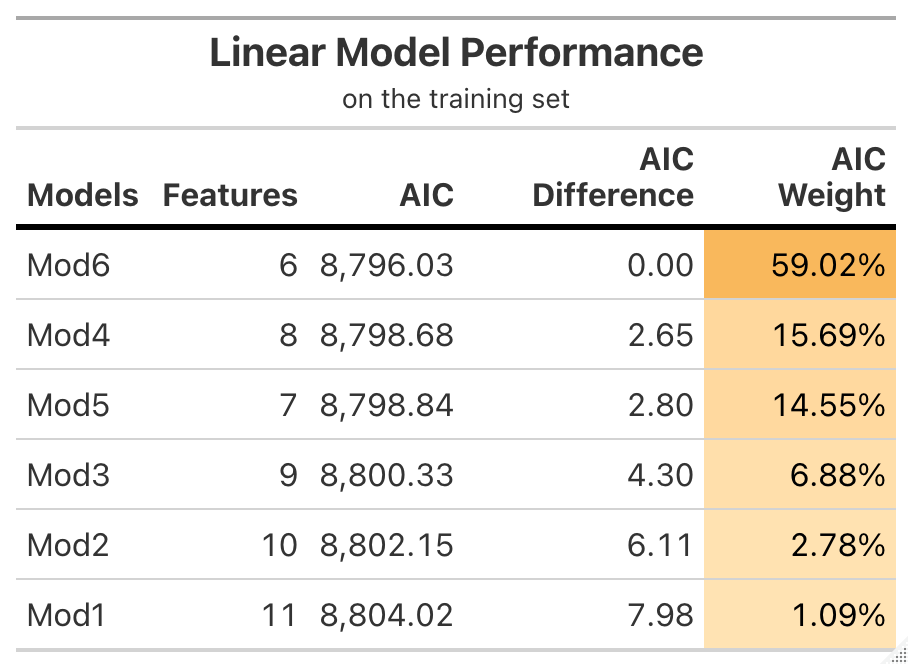 Linear Model Performance
on the training set
Models Features AIC AIC Difference AIC Weight
Mod6 6 8,796.03 0.00 59.02%
Mod4 8 8,798.68 2.65 15.69%
Mod5 7 8,798.84 2.80 14.55%
Mod3 9 8,800.33 4.30 6.88%
Mod2 10 8,802.15 6.11 2.78%
Mod1 11 8,804.02 7.98 1.09%